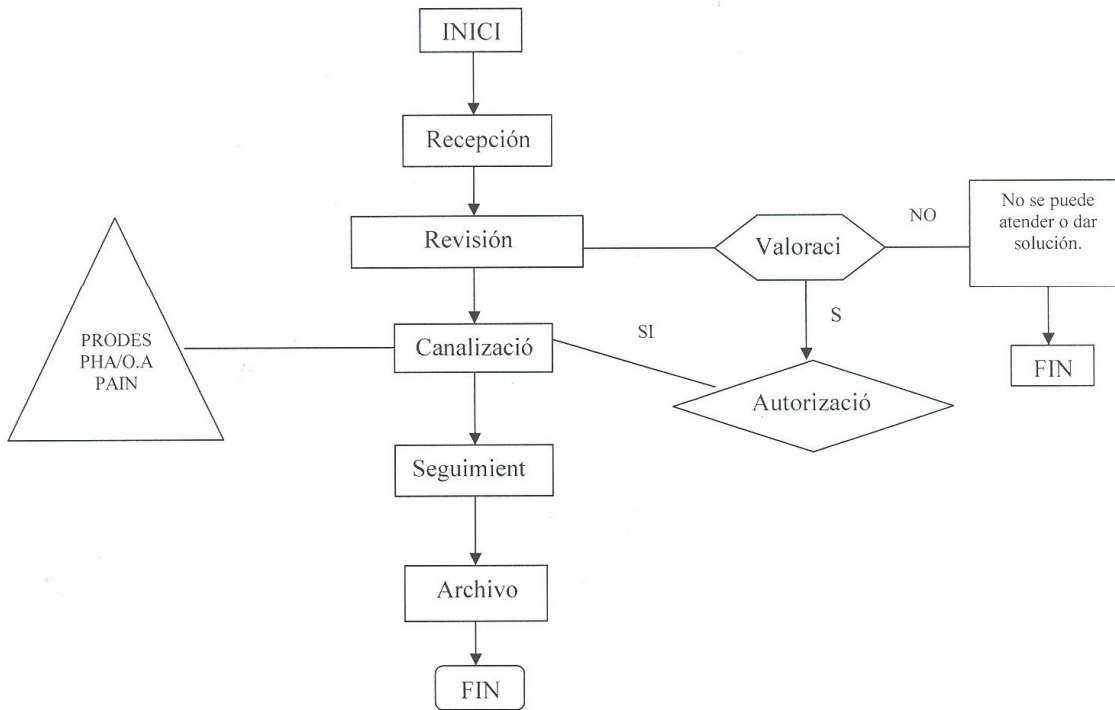 INICI
Recepción
Revisión
Valoraci
NO
No se puede
atender o dar
solución.
S
SI
FIN
PRODES
PHA/O.A
PAIN
Canalizació
Autorizació
Seguimient
Archivo
FIN